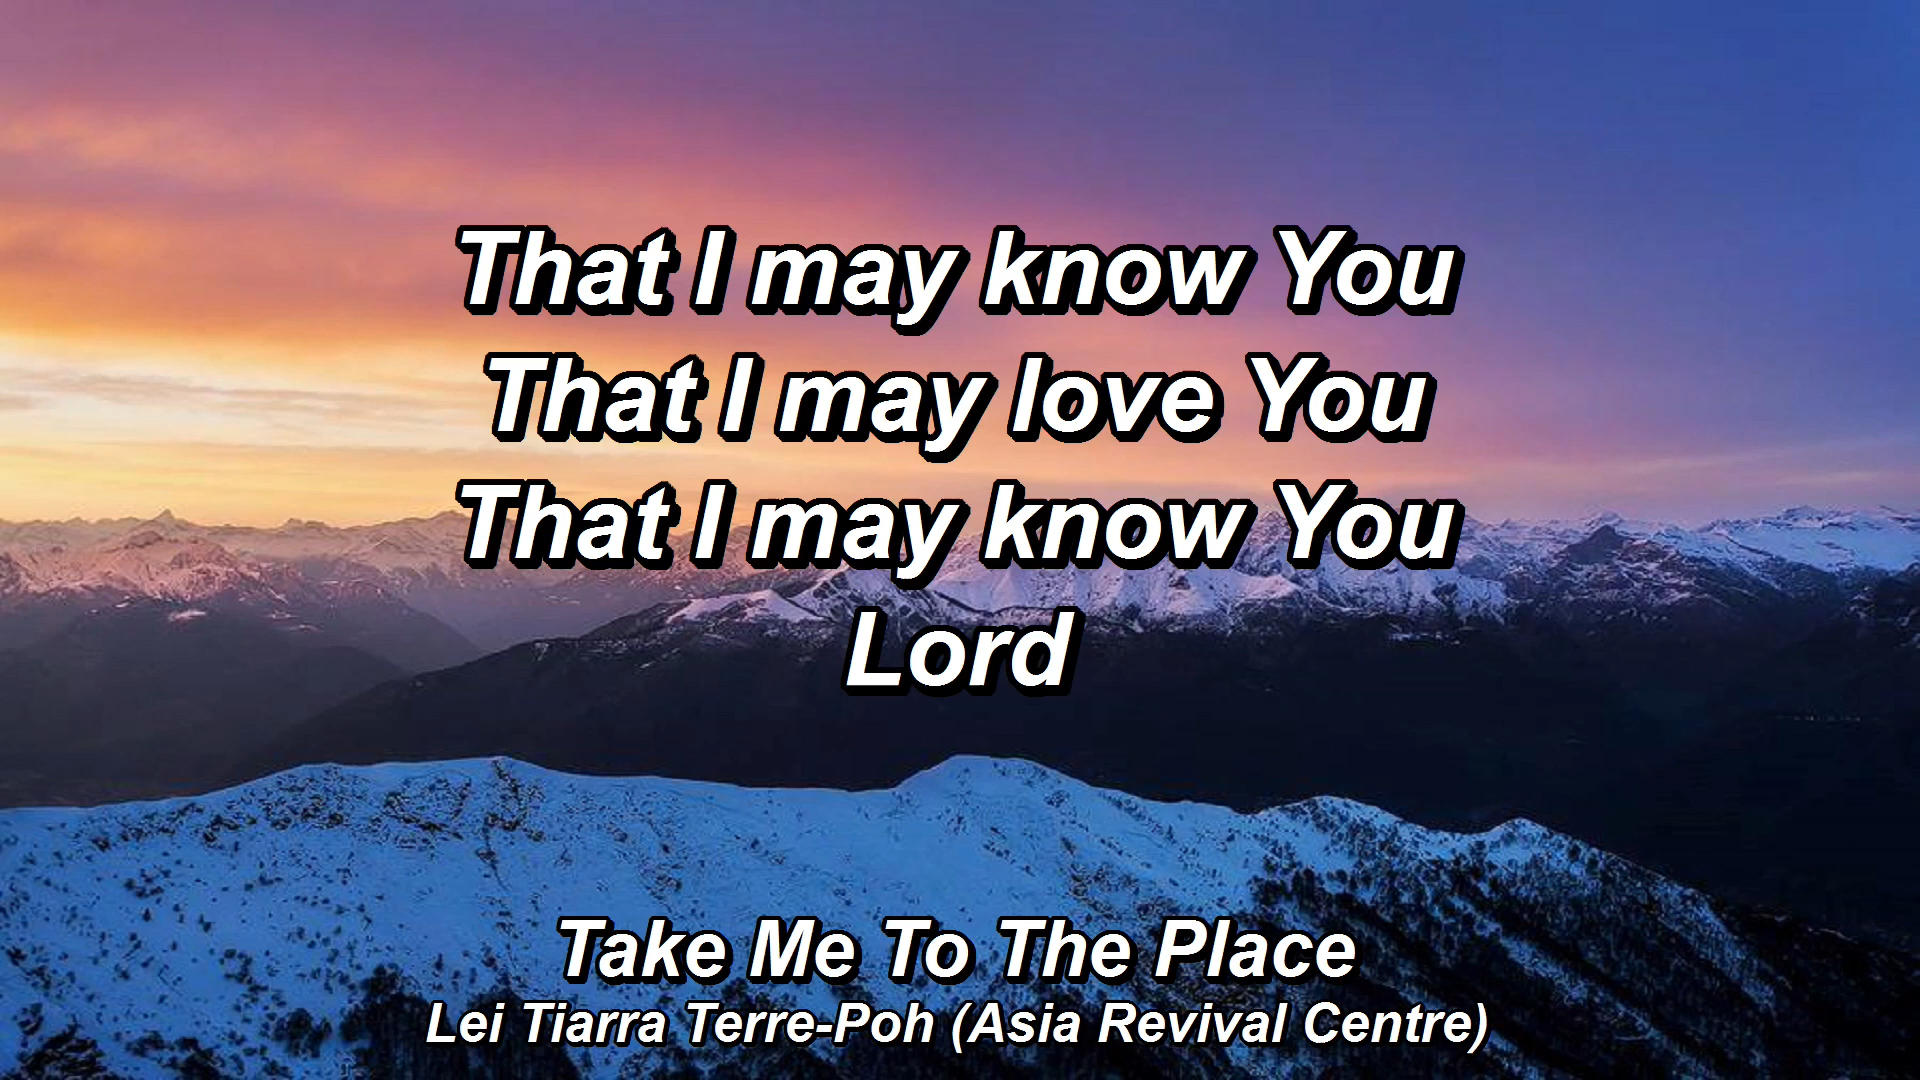 That I may know You
That I may love You
That I may know You
Lord
Take Me To The Place
Lei Tiarra Terre-Poh (Asia Revival Centre)